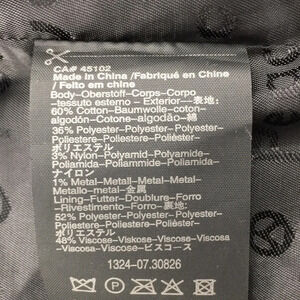 CA# 45102
Made in China /Fabriqué en Chine
/ Feito em chine
Body–Oberstoff–Corps–Corpo
–tessuto esterno – Exterior––表地:
60% Cotton–Baumwolle–coton–
algodón–Cotone–algodão–綿
36% Polyester–Polyester–Polyester–
Poliéster–Poliestere–Poliéster–
ポリエステル
3% Nylon–Polyamid–Polyamide–
Poliamida–Poliammide–Poliamida–
ナイロン
1% Metal–Metall–Metal–Metal–
Metallo–metal–金属
Lining–Futter–Doublure–Forro
–Rivestimento–Forro––裏地:
52% Polyester–Polyester–Polyester–
Poliéster–Poliestere–Poliéster–
ポリエステル
48% Viscose–Viskose–Viscose–Viscosa
–Viscosa–Viscose–ビスコース
1324-07.30826